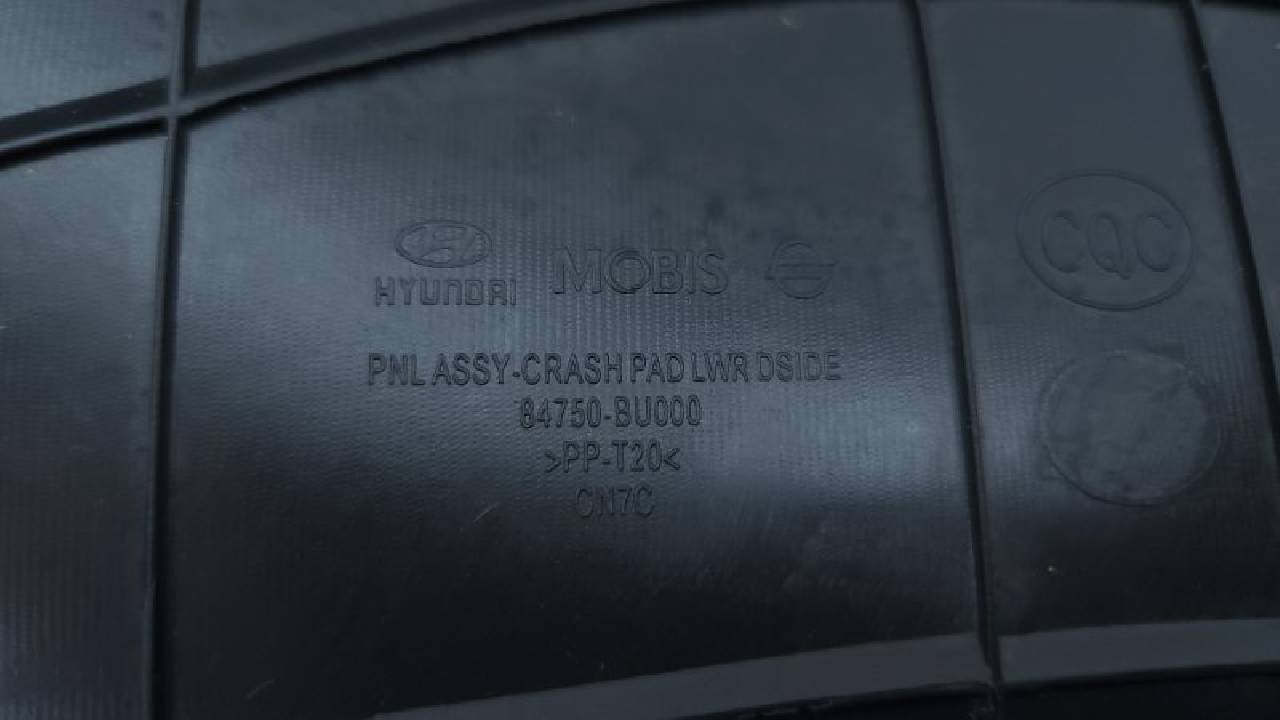 HYUNDAI MOBIS
CQC
PNL ASSY-CRASH PAD LWR DSIDE
84750-BU000
>PP-T20<
CN7C